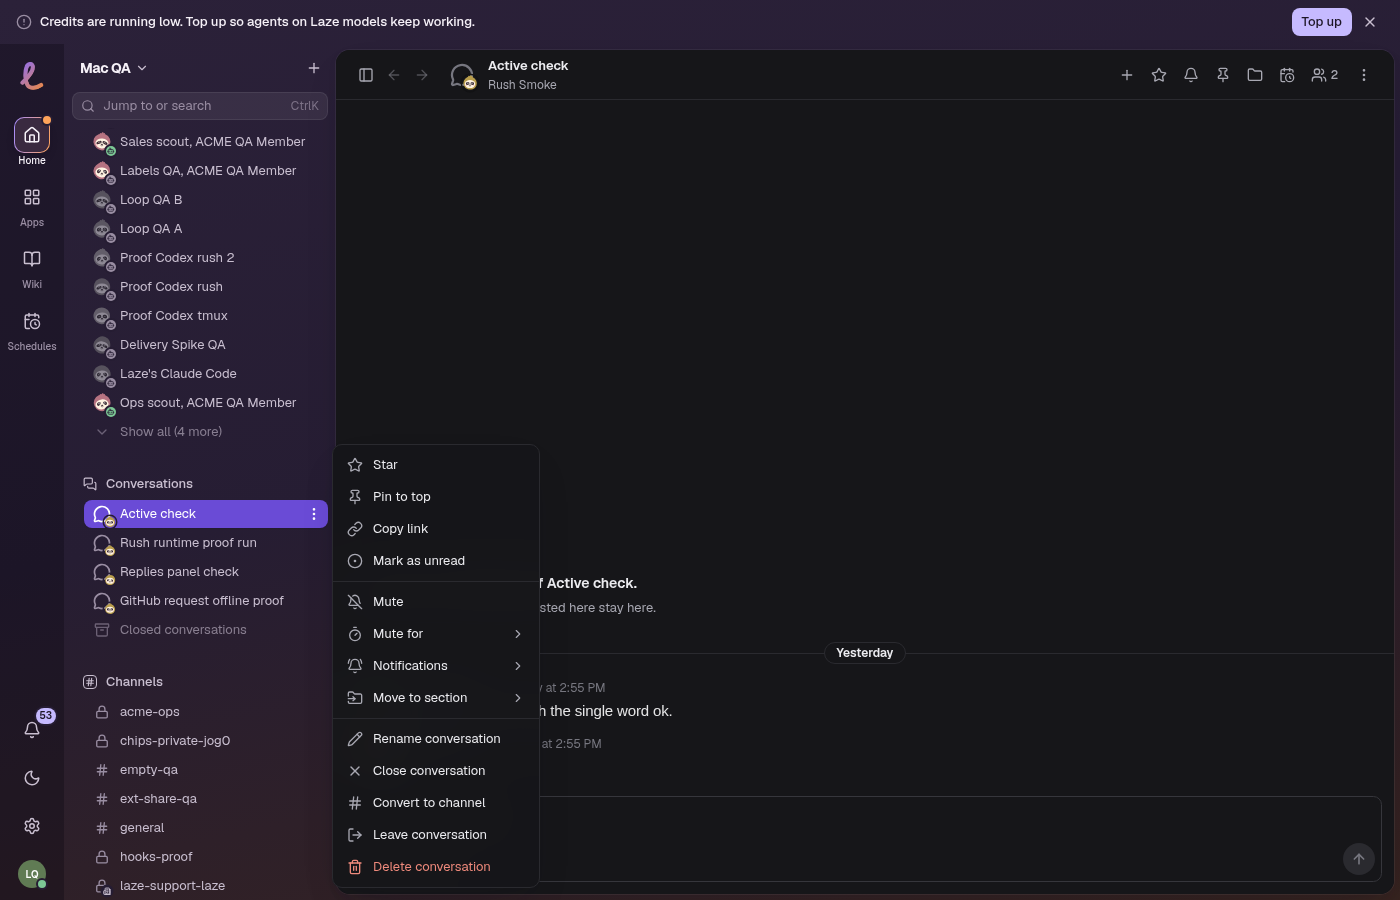 Credits are running low. Top up so agents on Laze models keep working.
Top up
Mac QA
Jump to or search
CtrlK
Home
Apps
Wiki
Schedules
53
LQ
Sales scout, ACME QA Member
Labels QA, ACME QA Member
Loop QA B
Loop QA A
Proof Codex rush 2
Proof Codex rush
Proof Codex tmux
Delivery Spike QA
Laze's Claude Code
Ops scout, ACME QA Member
Show all (4 more)
Conversations
Active check
Rush runtime proof run
Replies panel check
GitHub request offline proof
Closed conversations
Channels
acme-ops
chips-private-jog0
empty-qa
ext-share-qa
general
hooks-proof
laze-support-laze
Active check
Rush Smoke
2
Star
Pin to top
Copy link
Mark as unread
Mute
Mute for
Notifications
Move to section
Rename conversation
Close conversation
Convert to channel
Leave conversation
Delete conversation
Active check.
sted here stay here.
Yesterday
at 2:55 PM
h the single word ok.
at 2:55 PM